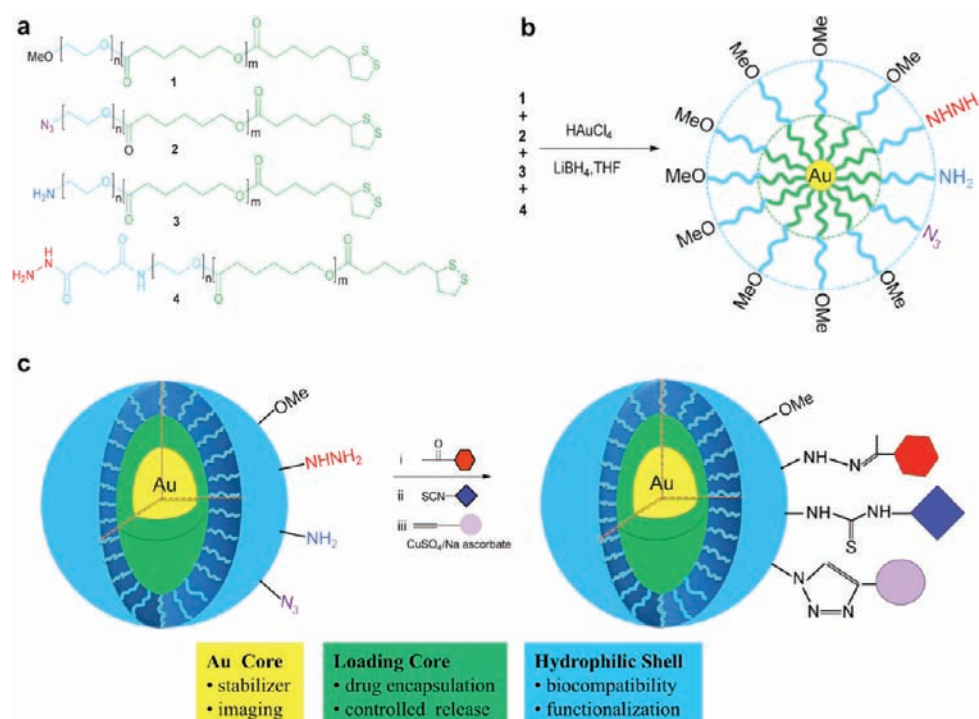 a
MeO
O
n
O
O
m
O
S
S
1
N3
O
n
O
O
m
O
S
S
2
H2N
O
n
O
O
m
O
S
S
3
H2N
N
H
O
O
N
H
O
n
O
O
m
O
S
S
4
b
1
+
2
+
3
+
4
HAuCl4
LiBH4,THF
Au
OMe
OMe
NHNH
NH2
N3
OMe
OMe
MeO
MeO
MeO
MeO
MeO
c
Au
OMe
NHNH2
NH2
N3
i
O
ii
SCN
iii
CuSO4/Na ascorbate
Au
OMe
NH
N
NH
S
NH
N
N
N
Au Core
• stabilizer
• imaging
Loading Core
• drug encapsulation
• controlled release
Hydrophilic Shell
• biocompatibility
• functionalization